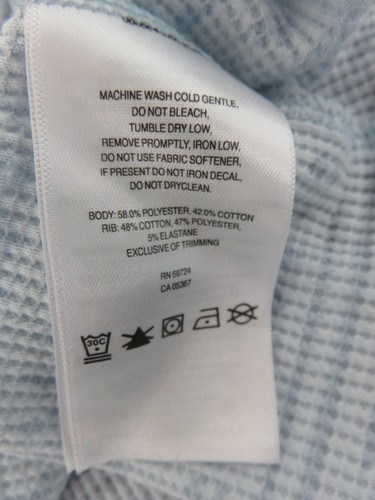 MACHINE WASH COLD GENTLE,
DO NOT BLEACH,
TUMBLE DRY LOW,
REMOVE PROMPTLY, IRON LOW,
DO NOT USE FABRIC SOFTENER,
IF PRESENT DO NOT IRON DECAL,
DO NOT DRYCLEAN.
BODY: 58.0% POLYESTER, 42.0% COTTON
RIB: 48% COTTON, 47% POLYESTER,
5% ELASTANE
EXCLUSIVE OF TRIMMING
RN 59724
CA 05367
30C